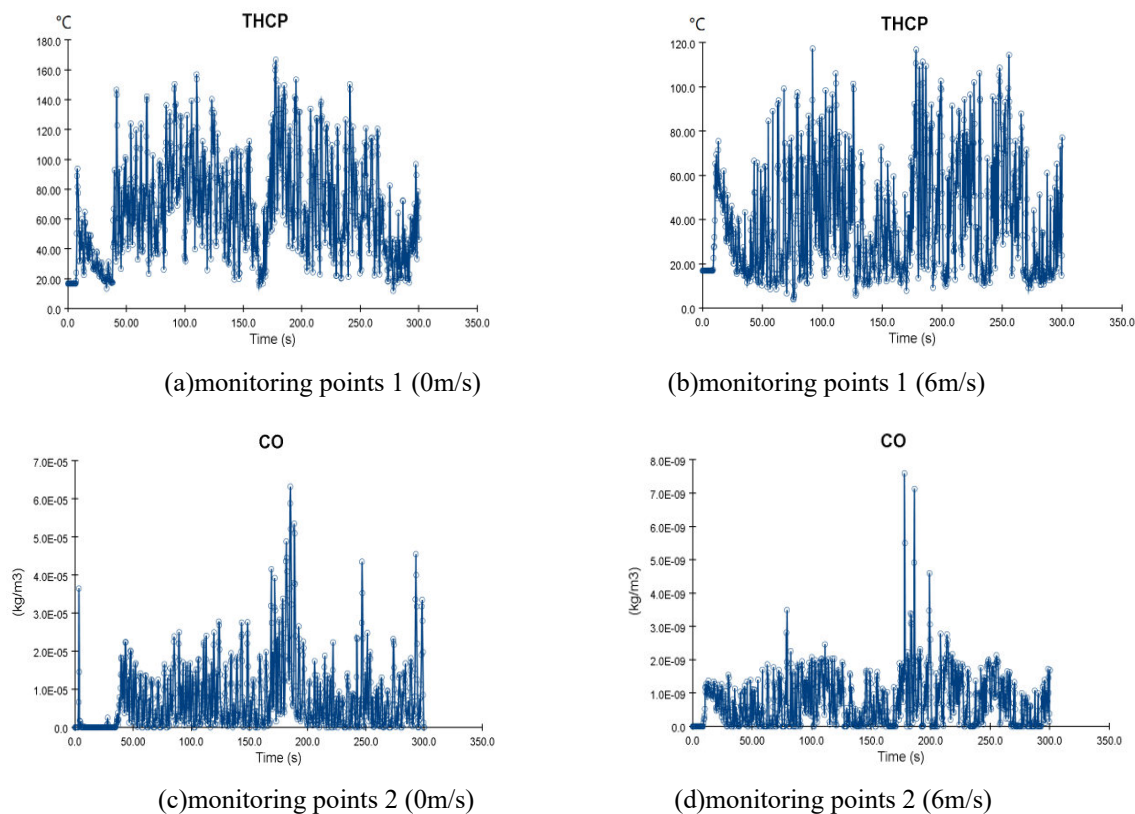 °C
THCP
180.0
160.0
140.0
120.0
100.0
80.00
60.00
40.00
20.00
0.0
0.0 50.00 100.0 150.0 200.0 250.0 300.0 350.0
Time (s)
(a)monitoring points 1 (0m/s)
°C
THCP
120.0
100.0
80.00
60.00
40.00
20.00
0.0
0.0 50.00 100.0 150.0 200.0 250.0 300.0 350.0
Time (s)
(b)monitoring points 1 (6m/s)
CO
7.0E-05
6.0E-05
5.0E-05
4.0E-05
3.0E-05
2.0E-05
1.0E-05
0.0
(kg/m3)
0.0 50.00 100.0 150.0 200.0 250.0 300.0 350.0
Time (s)
(c)monitoring points 2 (0m/s)
CO
8.0E-09
7.0E-09
6.0E-09
5.0E-09
4.0E-09
3.0E-09
2.0E-09
1.0E-09
0.0
(kg/m3)
0.0 50.00 100.0 150.0 200.0 250.0 300.0 350.0
Time (s)
(d)monitoring points 2 (6m/s)